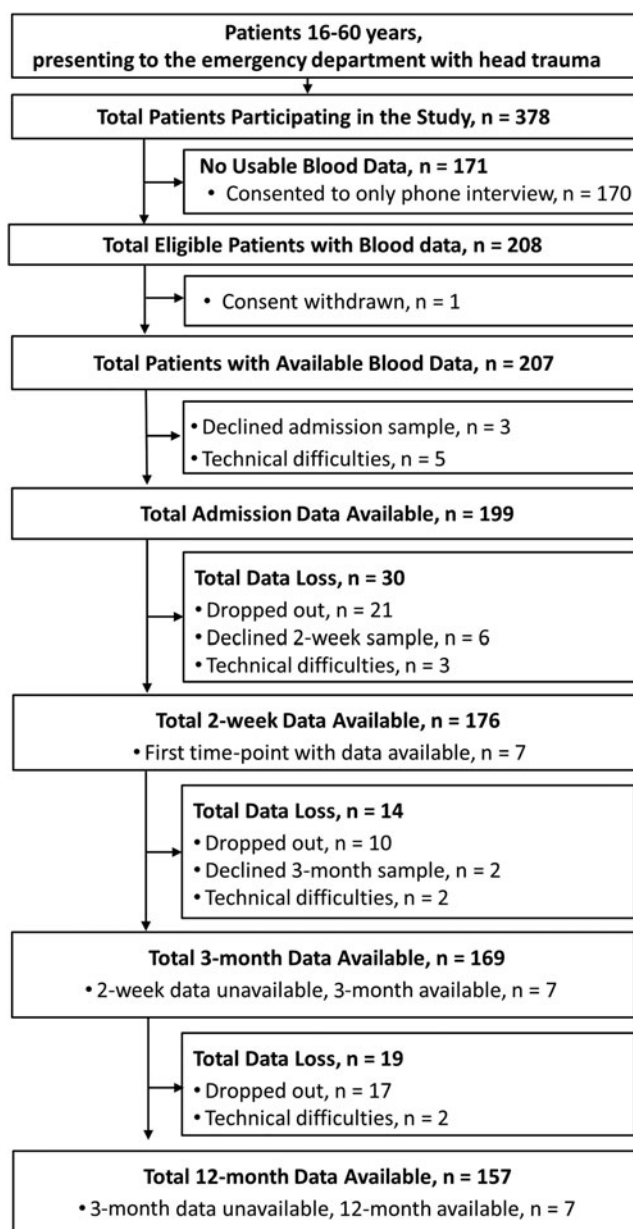 Patients 16-60 years,
presenting to the emergency department with head trauma
Total Patients Participating in the Study, n = 378
No Usable Blood Data, n = 171
• Consented to only phone interview, n = 170
Total Eligible Patients with Blood data, n = 208
• Consent withdrawn, n = 1
Total Patients with Available Blood Data, n = 207
• Declined admission sample, n = 3
• Technical difficulties, n = 5
Total Admission Data Available, n = 199
Total Data Loss, n = 30
• Dropped out, n = 21
• Declined 2-week sample, n = 6
• Technical difficulties, n = 3
Total 2-week Data Available, n = 176
• First time-point with data available, n = 7
Total Data Loss, n = 14
• Dropped out, n = 10
• Declined 3-month sample, n = 2
• Technical difficulties, n = 2
Total 3-month Data Available, n = 169
• 2-week data unavailable, 3-month available, n = 7
Total Data Loss, n = 19
• Dropped out, n = 17
• Technical difficulties, n = 2
Total 12-month Data Available, n = 157
• 3-month data unavailable, 12-month available, n = 7